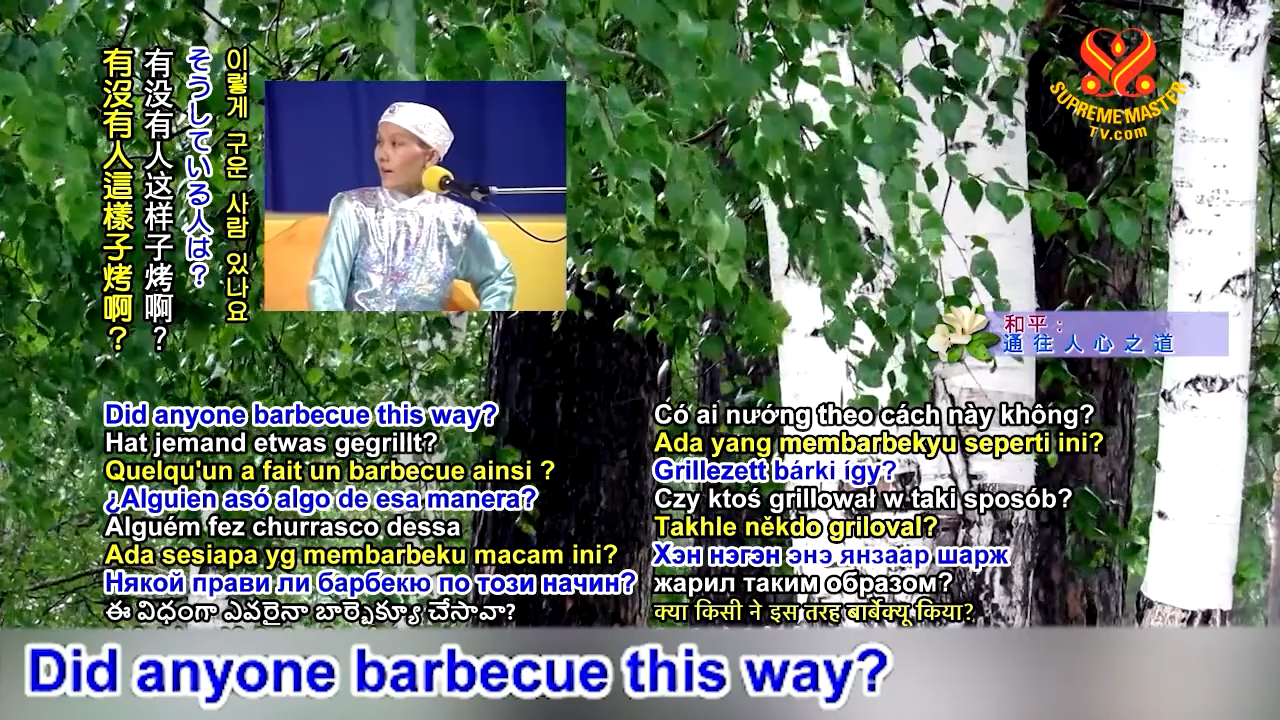 有沒有人這樣子烤啊？
有没有人这样子烤啊？
そうしている人は？
이렇게 구운 사람 있나요
SUPREME MASTER
TV.com
和平：
通往人心之道
Did anyone barbecue this way?
Hat jemand etwas gegrillt?
Quelqu'un a fait un barbecue ainsi ?
¿Alguien asó algo de esa manera?
Alguém fez churrasco dessa
Ada sesiapa yg membarbeku macam ini?
Някой прави ли барбекю по този начин?
ఈ విధంగా ఎవరైనా బార్బెక్యూ చేసావా?
Có ai nướng theo cách này không?
Ada yang membarbekyu seperti ini?
Grillezett bárki így?
Czy ktoś grillował w taki sposób?
Takhle někdo griloval?
Хэн нэгэн энэ янзаар шарж
жарил таким образом?
क्या किसी ने इस तरह बार्बेक्यू किया?
Did anyone barbecue this way?